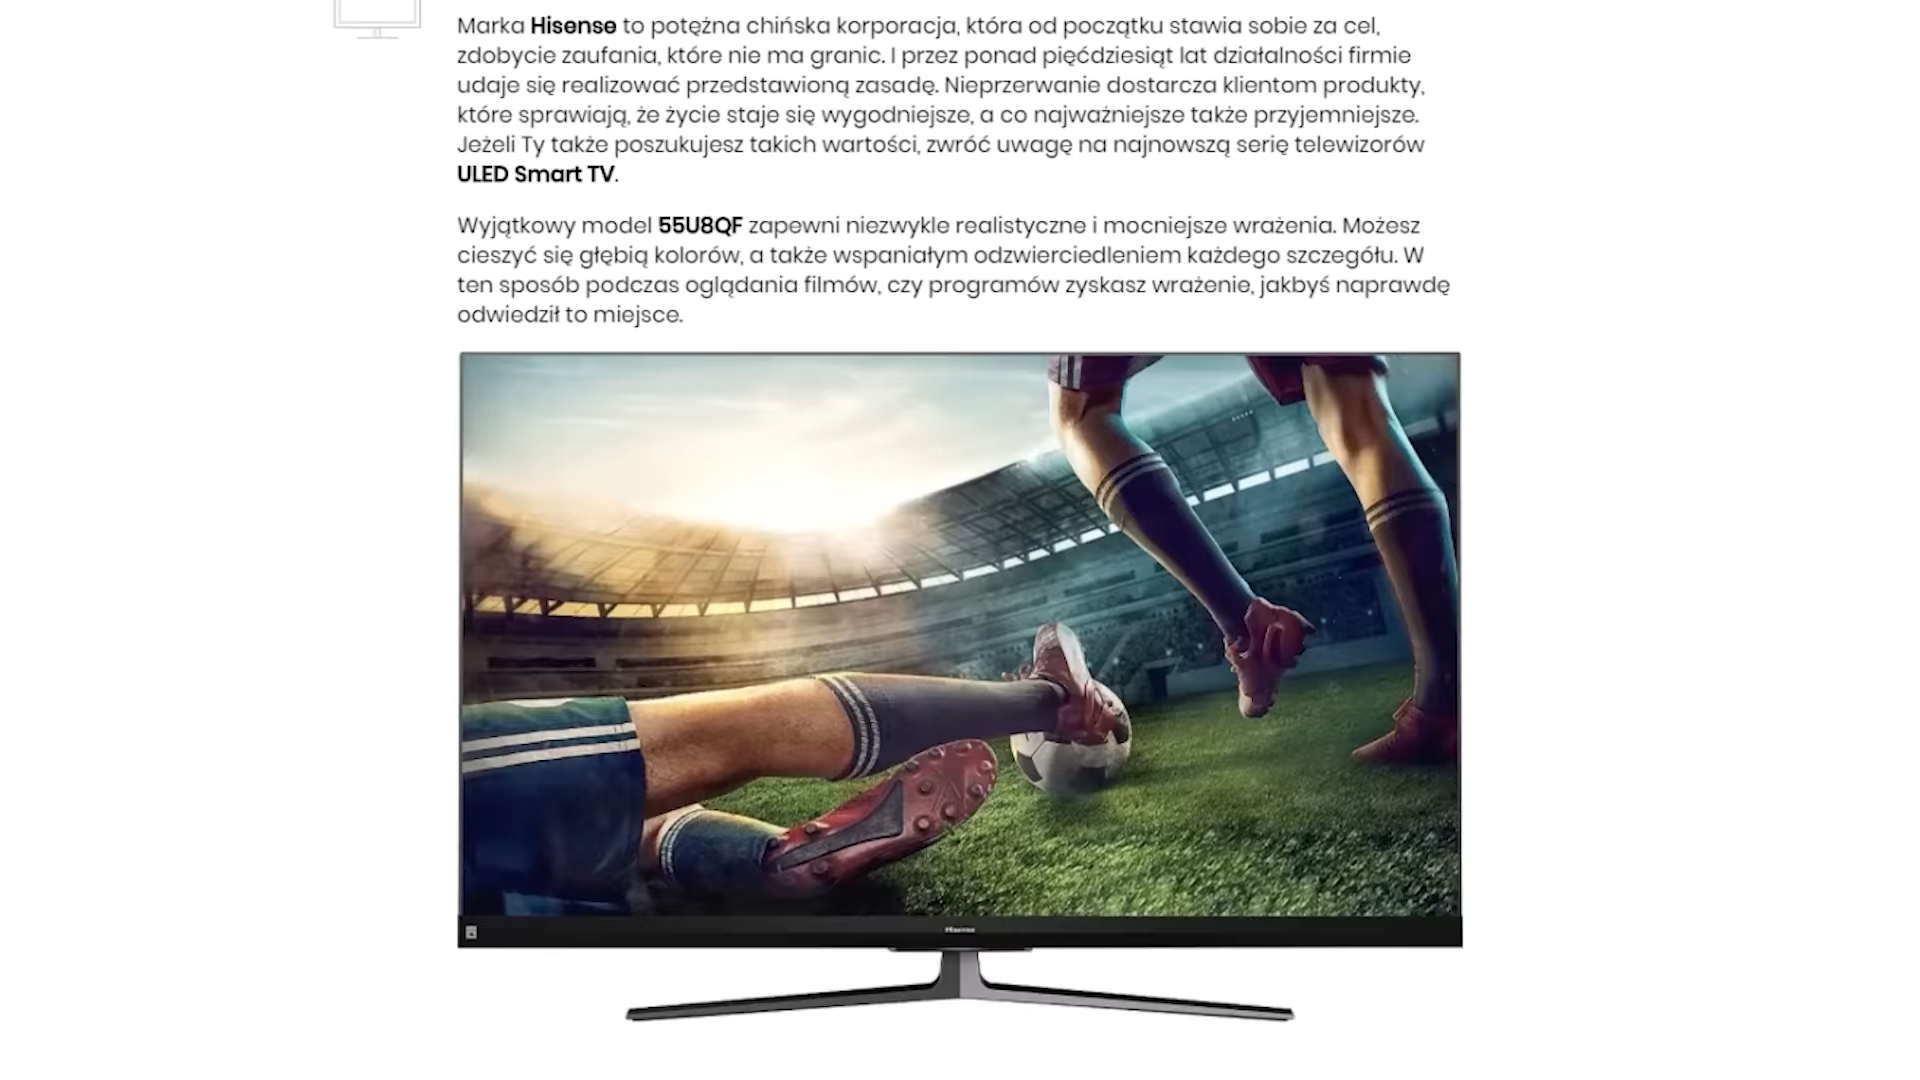 Marka Hisense to potężna chińska korporacja, która od początku stawia sobie za cel,
zdobycie zaufania, które nie ma granic. I przez ponad pięćdziesiąt lat działalności firmie
udaje się realizować przedstawioną zasadę. Nieprzerwanie dostarcza klientom produkty,
które sprawiają, że życie staje się wygodniejsze, a co najważniejsze także przyjemniejsze.
Jeżeli Ty także poszukujesz takich wartości, zwróć uwagę na najnowszą serię telewizorów
ULED Smart TV.
Wyjątkowy model 55U8QF zapewni niezwykle realistyczne i mocniejsze wrażenia. Możesz
cieszyć się głębią kolorów, a także wspaniałym odzwierciedleniem każdego szczegółu. W
ten sposób podczas oglądania filmów, czy programów zyskasz wrażenie, jakbyś naprawdę
odwiedził to miejsce.
Hisense